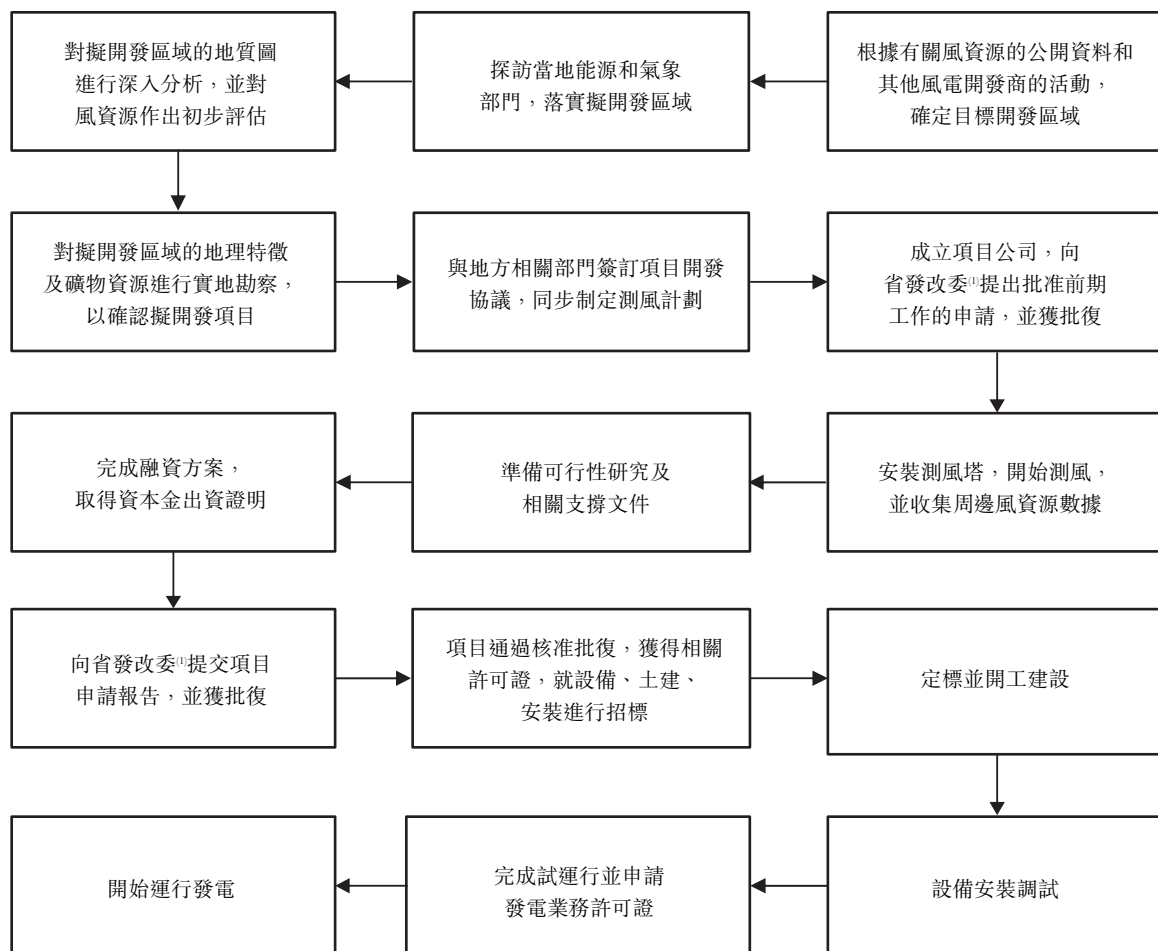 對擬開發區域的地質圖
進行深入分析,並對
風資源作出初步評估
探訪當地能源和氣象
部門,落實擬開發區域
根據有關風資源的公開資料和
其他風電開發商的活動,
確定目標開發區域
對擬開發區域的地理特徵
及礦物資源進行實地勘察,
以確認擬開發項目
與地方相關部門簽訂項目開發
協議,同步制定測風計劃
成立項目公司,向
省發改委(1)提出批准前期
工作的申請,並獲批復
完成融資方案,
取得資本金出資證明
準備可行性研究及
相關支撐文件
安裝測風塔,開始測風,
並收集周邊風資源數據
向省發改委(1)提交項目
申請報告,並獲批復
項目通過核准批復,獲得相關
許可證,就設備、土建、
安裝進行招標
定標並開工建設
開始運行發電
完成試運行並申請
發電業務許可證
設備安裝調試